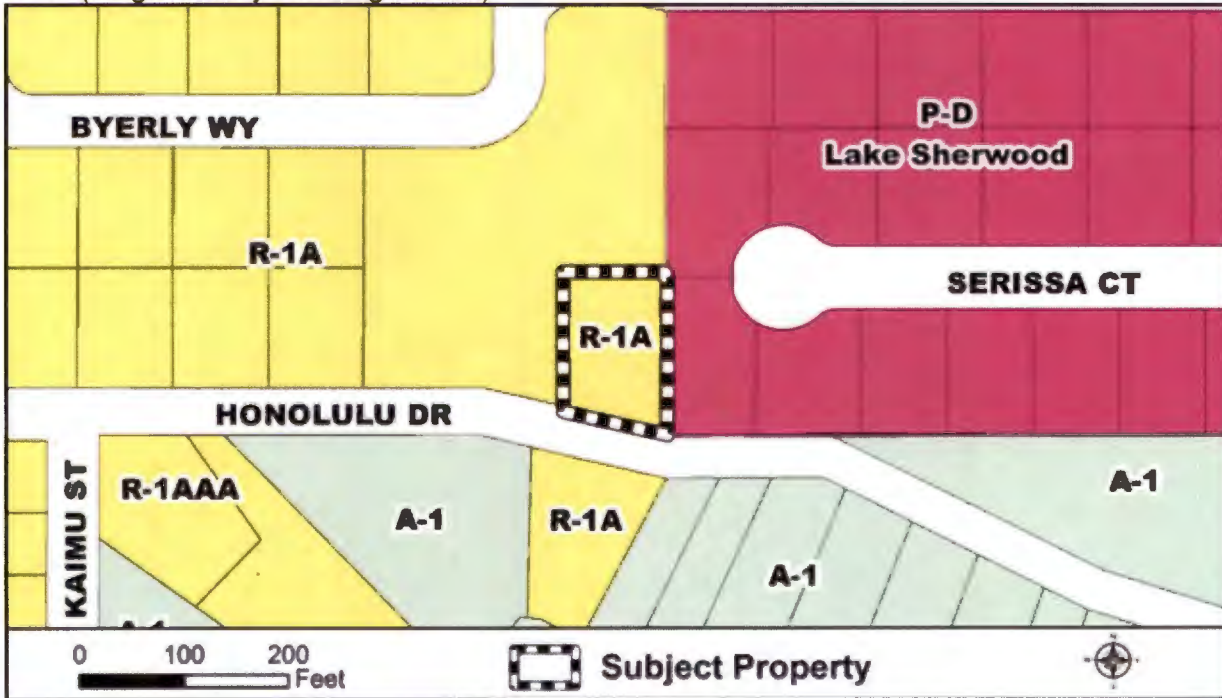 BYERLY WY
P-D
Lake Sherwood
R-1A
SERISSA CT
R-1A
HONOLULU DR
KAIMU ST
R-1AAA
A-1
R-1A
A-1
A-1
A-1
0 100 200
Feet
Subject Property